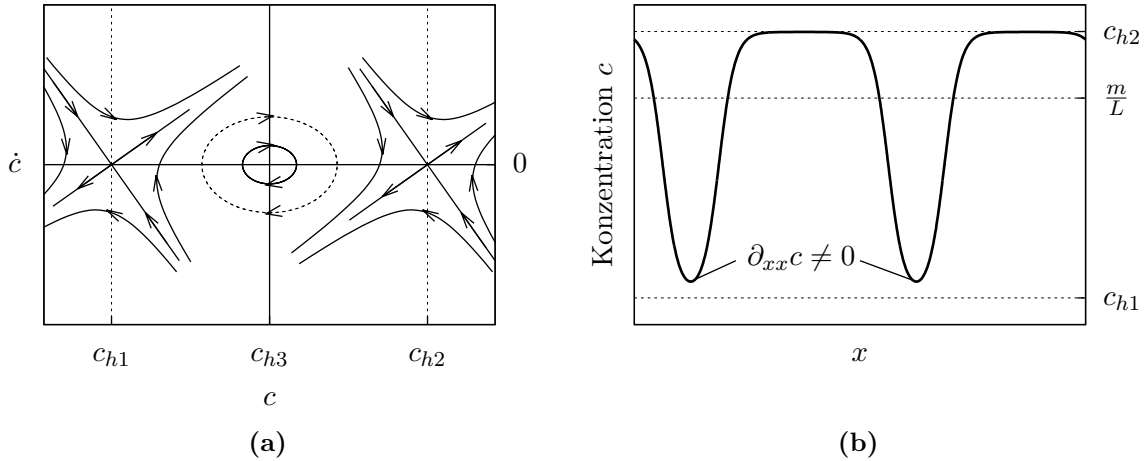 ċ
0
c_{h1}
c_{h3}
c_{h2}
c
(a)
Konzentration c
c_{h2}
m/L
∂_{xx}c ≠ 0
c_{h1}
x
(b)